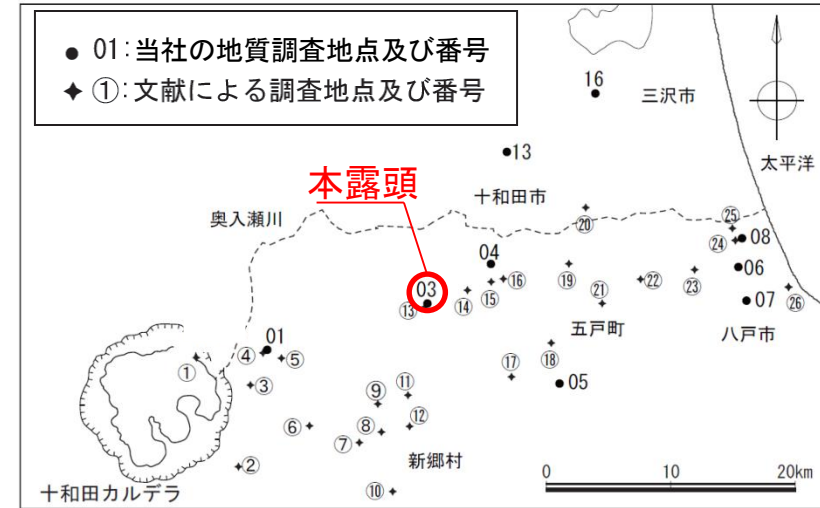 ● 01:当社の地質調査地点及び番号
✦ ①:文献による調査地点及び番号
16
三沢市
13
太平洋
本露頭
十和田市
奥入瀬川
⑳
㉕
㉔
08
04
03
⑬
⑭
⑮
⑯
⑲
㉑
㉒
㉓
06
㉖
07
五戸町
八戸市
01
①
④
⑤
③
⑰
⑱
05
⑪
⑨
⑥
⑧
⑫
⑦
②
新郷村
⑩
十和田カルデラ
0 10 20km